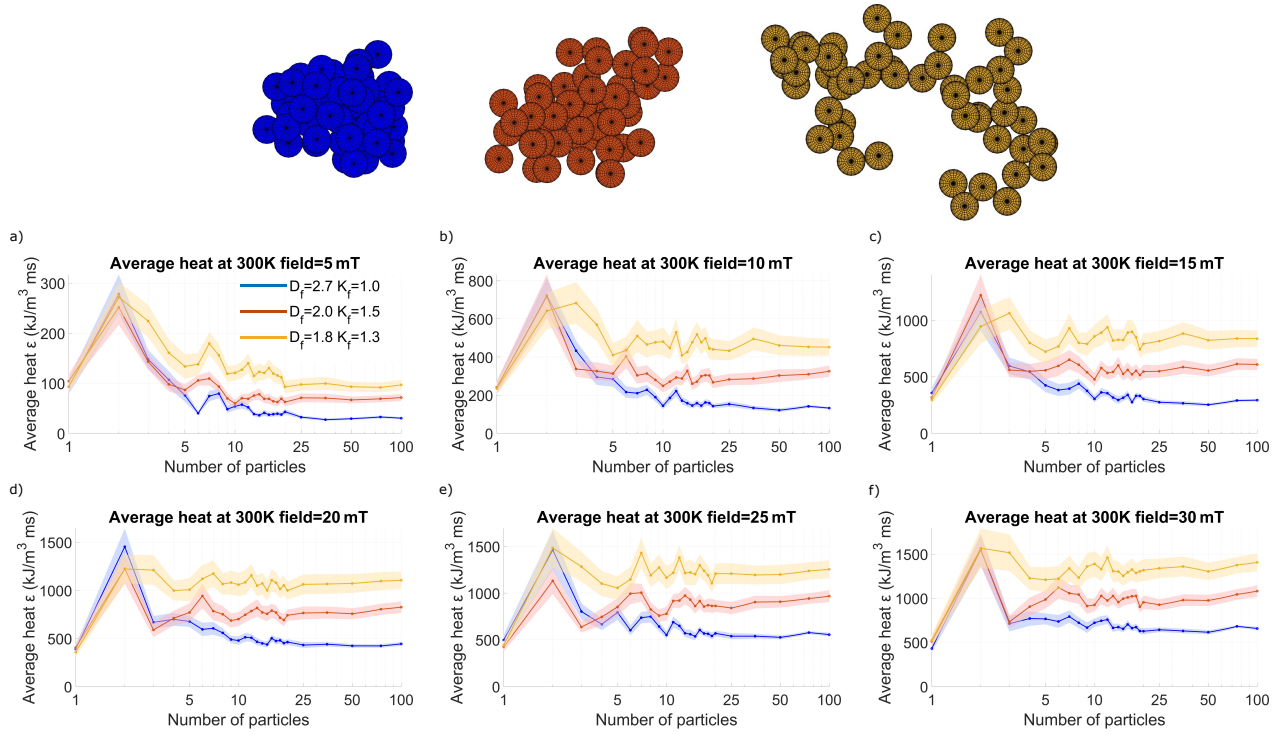 a)
Average heat at 300K field=5 mT
Average heat ε (kJ/m³ ms)
300
200
100
0
D_f=2.7 K_f=1.0
D_f=2.0 K_f=1.5
D_f=1.8 K_f=1.3
1 5 10 25 50 100
Number of particles
b)
Average heat at 300K field=10 mT
Average heat ε (kJ/m³ ms)
800
600
400
200
0
1 5 10 25 50 100
Number of particles
c)
Average heat at 300K field=15 mT
Average heat ε (kJ/m³ ms)
1000
500
0
1 5 10 25 50 100
Number of particles
d)
Average heat at 300K field=20 mT
Average heat ε (kJ/m³ ms)
1500
1000
500
0
1 5 10 25 50 100
Number of particles
e)
Average heat at 300K field=25 mT
Average heat ε (kJ/m³ ms)
1500
1000
500
0
1 5 10 25 50 100
Number of particles
f)
Average heat at 300K field=30 mT
Average heat ε (kJ/m³ ms)
1500
1000
500
0
1 5 10 25 50 100
Number of particles